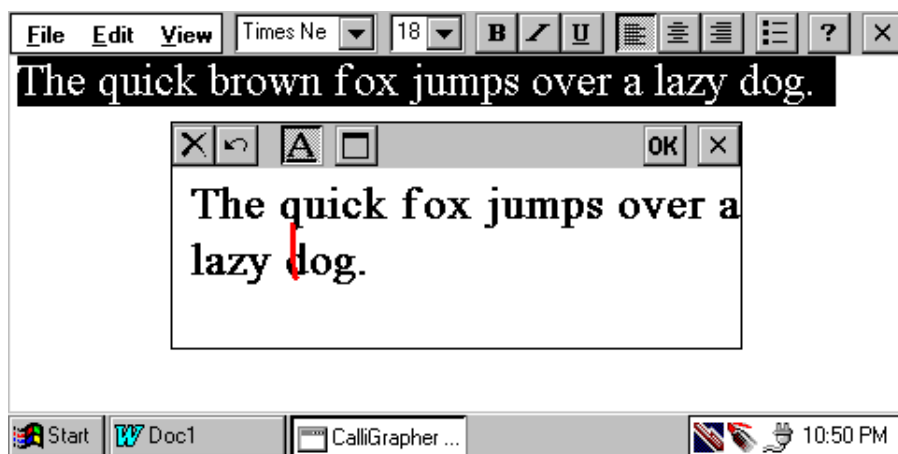 File Edit View Times Ne 18 B I U ?
The quick brown fox jumps over a lazy dog.
A OK
The quick fox jumps over a
lazy dog.
Start Doc1 CalliGrapher ... 10:50 PM